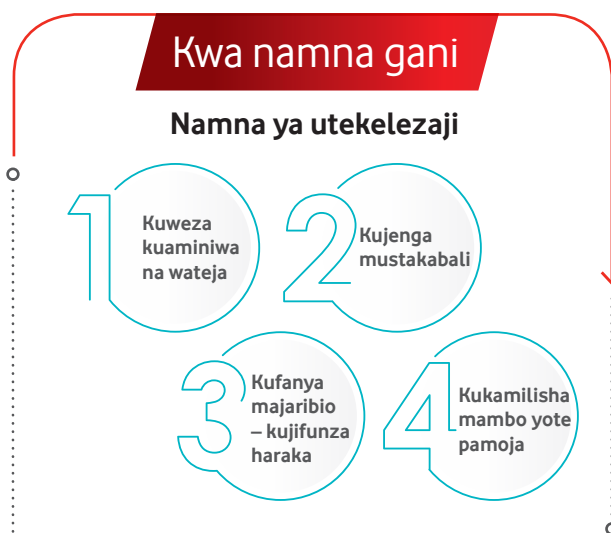 Kwa namna gani
Namna ya utekelezaji
1
Kuweza
kuaminiwa
na wateja
2
Kujenga
mustakabali
3
Kufanya
majaribio
– kujifunza
haraka
4
Kukamilisha
mambo yote
pamoja